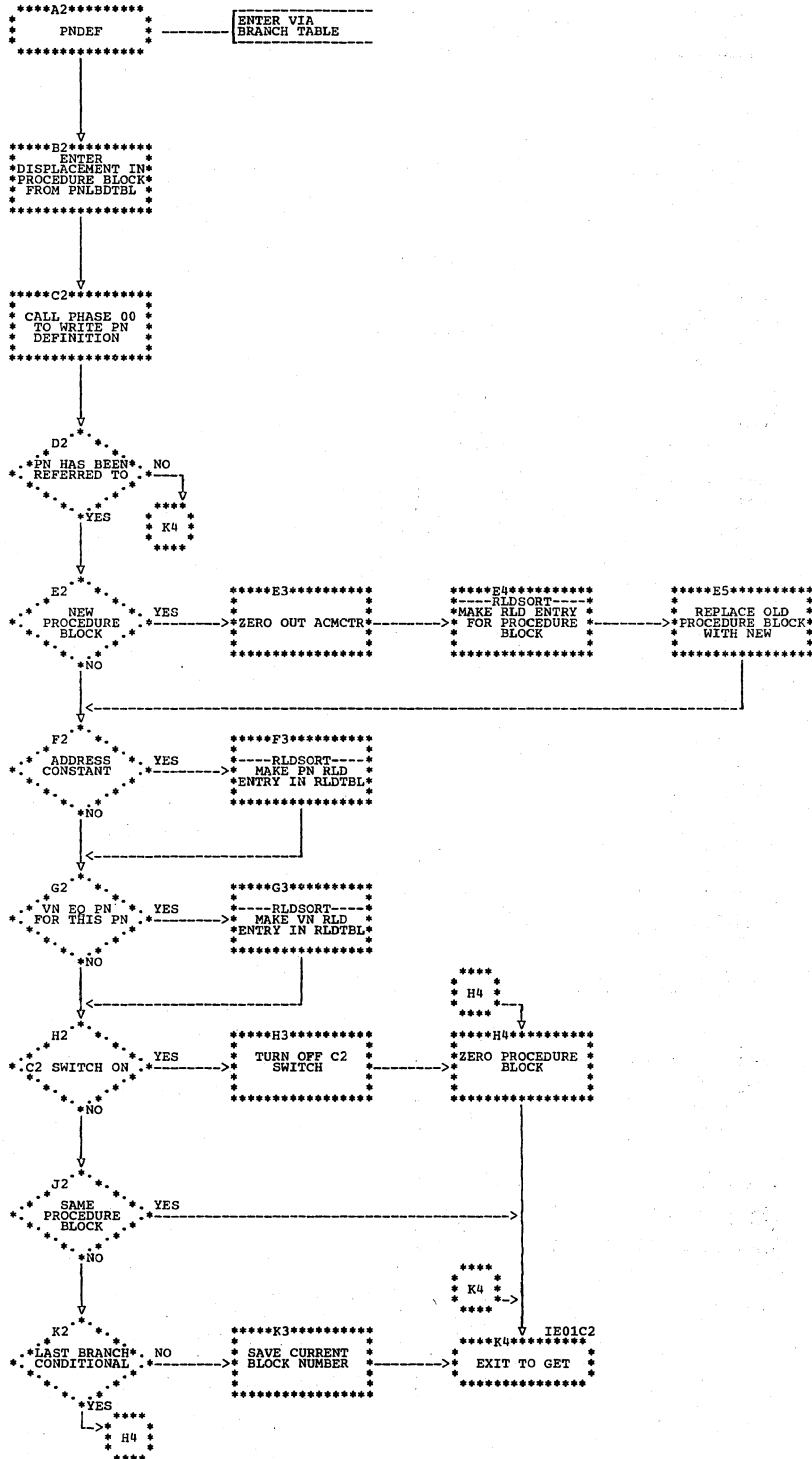 A2
PNDEF
ENTER VIA
BRANCH TABLE
B2
ENTER
DISPLACEMENT IN
PROCEDURE BLOCK
FROM PNLBDTBL
C2
CALL PHASE 00
TO WRITE PN
DEFINITION
D2
PN HAS BEEN
REFERRED TO
NO
K4
YES
E2
NEW
PROCEDURE
BLOCK
YES
NO
E3
ZERO OUT ACMCTR
E4
RLDSORT
MAKE RLD ENTRY
FOR PROCEDURE
BLOCK
E5
REPLACE OLD
PROCEDURE BLOCK
WITH NEW
F2
ADDRESS
CONSTANT
YES
NO
F3
RLDSORT
MAKE PN RLD
ENTRY IN RLDTBL
G2
VN EQ PN
FOR THIS PN
YES
NO
G3
RLDSORT
MAKE VN RLD
ENTRY IN RLDTBL
H4
H2
C2 SWITCH ON
YES
NO
H3
TURN OFF C2
SWITCH
H4
ZERO PROCEDURE
BLOCK
J2
SAME
PROCEDURE
BLOCK
YES
NO
K4
K2
LAST BRANCH
CONDITIONAL
NO
YES
H4
K3
SAVE CURRENT
BLOCK NUMBER
IE01C2
K4
EXIT TO GET